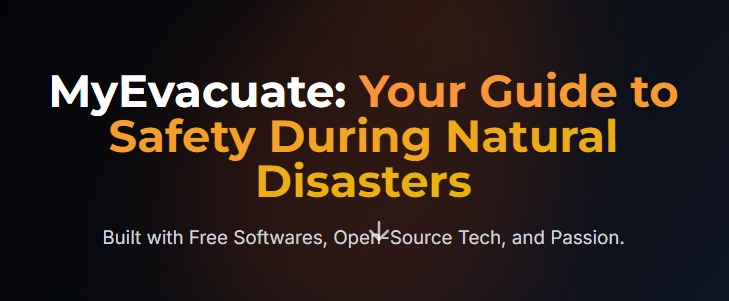 MyEvacuate: Your Guide to
Safety During Natural
Disasters
Built with Free Softwares, Open-Source Tech, and Passion.